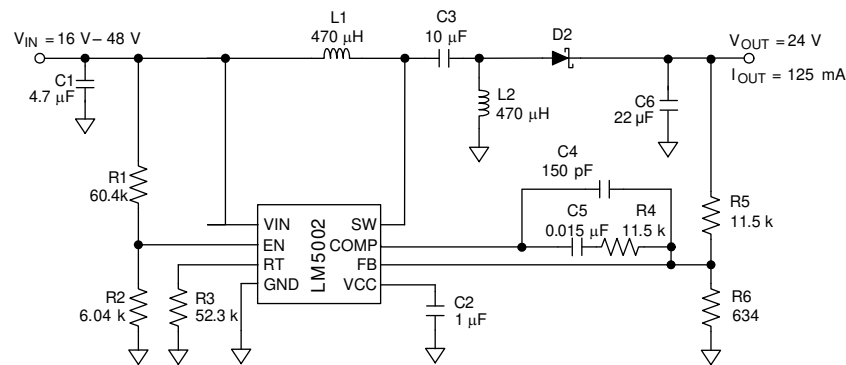 L1
470 µH
C3
10 µF
D2
VIN = 16 V – 48 V
VOUT = 24 V
IOUT = 125 mA
C1
4.7 µF
L2
470 µH
C6
22 µF
C4
150 pF
R1
60.4k
C5
0.015 µF
R4
11.5 k
R5
11.5 k
LM5002
VIN
SW
EN
COMP
RT
FB
GND
VCC
R2
6.04 k
R3
52.3 k
C2
1 µF
R6
634